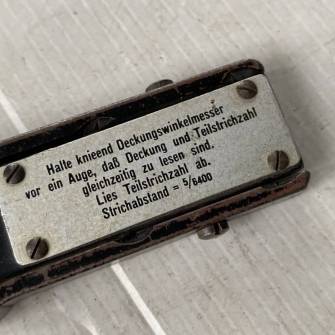 Halte knieend Deckungswinkelmesser
vor ein Auge, daß Deckung und Teilstrichzahl
gleichzeitig zu lesen sind.
Lies Teilstrichzahl ab.
Strichabstand = 5/6400